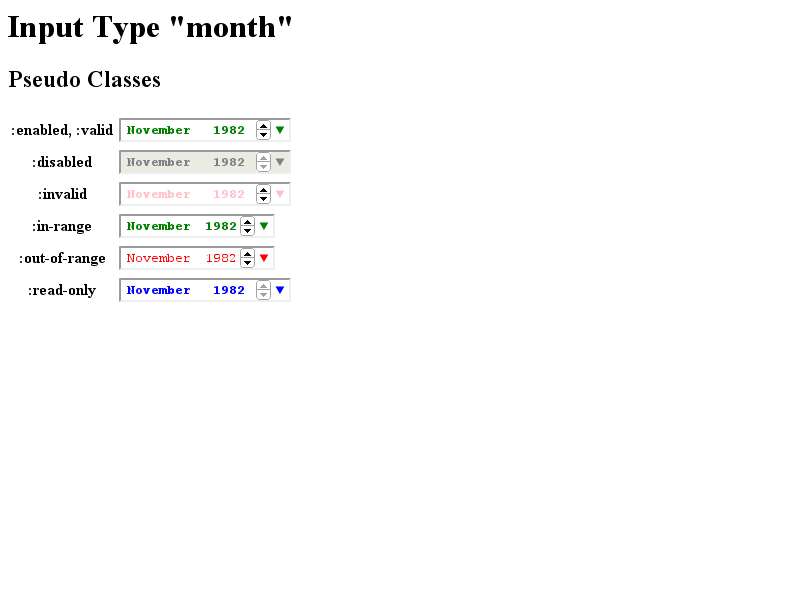 Input Type "month"
Pseudo Classes
:enabled, :valid November 1982
:disabled November 1982
:invalid November 1982
:in-range November 1982
:out-of-range November 1982
:read-only November 1982